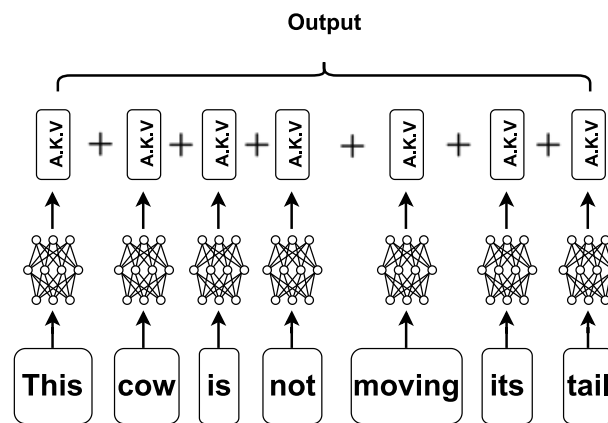 Output
A.K.V + A.K.V + A.K.V + A.K.V + A.K.V + A.K.V + A.K.V
This cow is not moving its tail